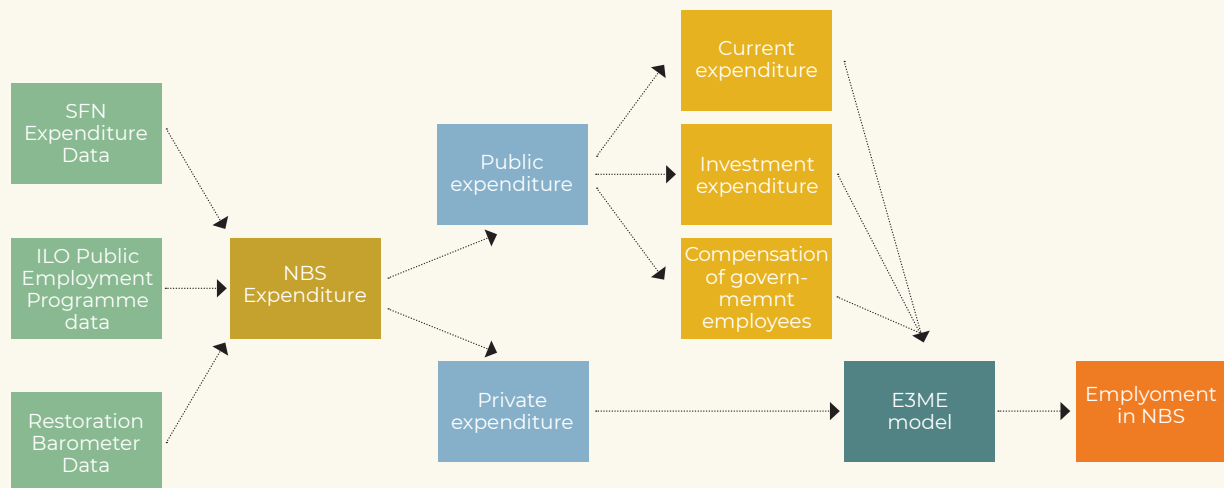 SFN
Expenditure
Data
ILO Public
Employment
Programme
data
Restoration
Barometer
Data
NBS
Expenditure
Public
expenditure
Private
expenditure
Current
expenditure
Investment
expenditure
Compensation
of govern-
memnt
employees
E3ME
model
Emplyoment
in NBS